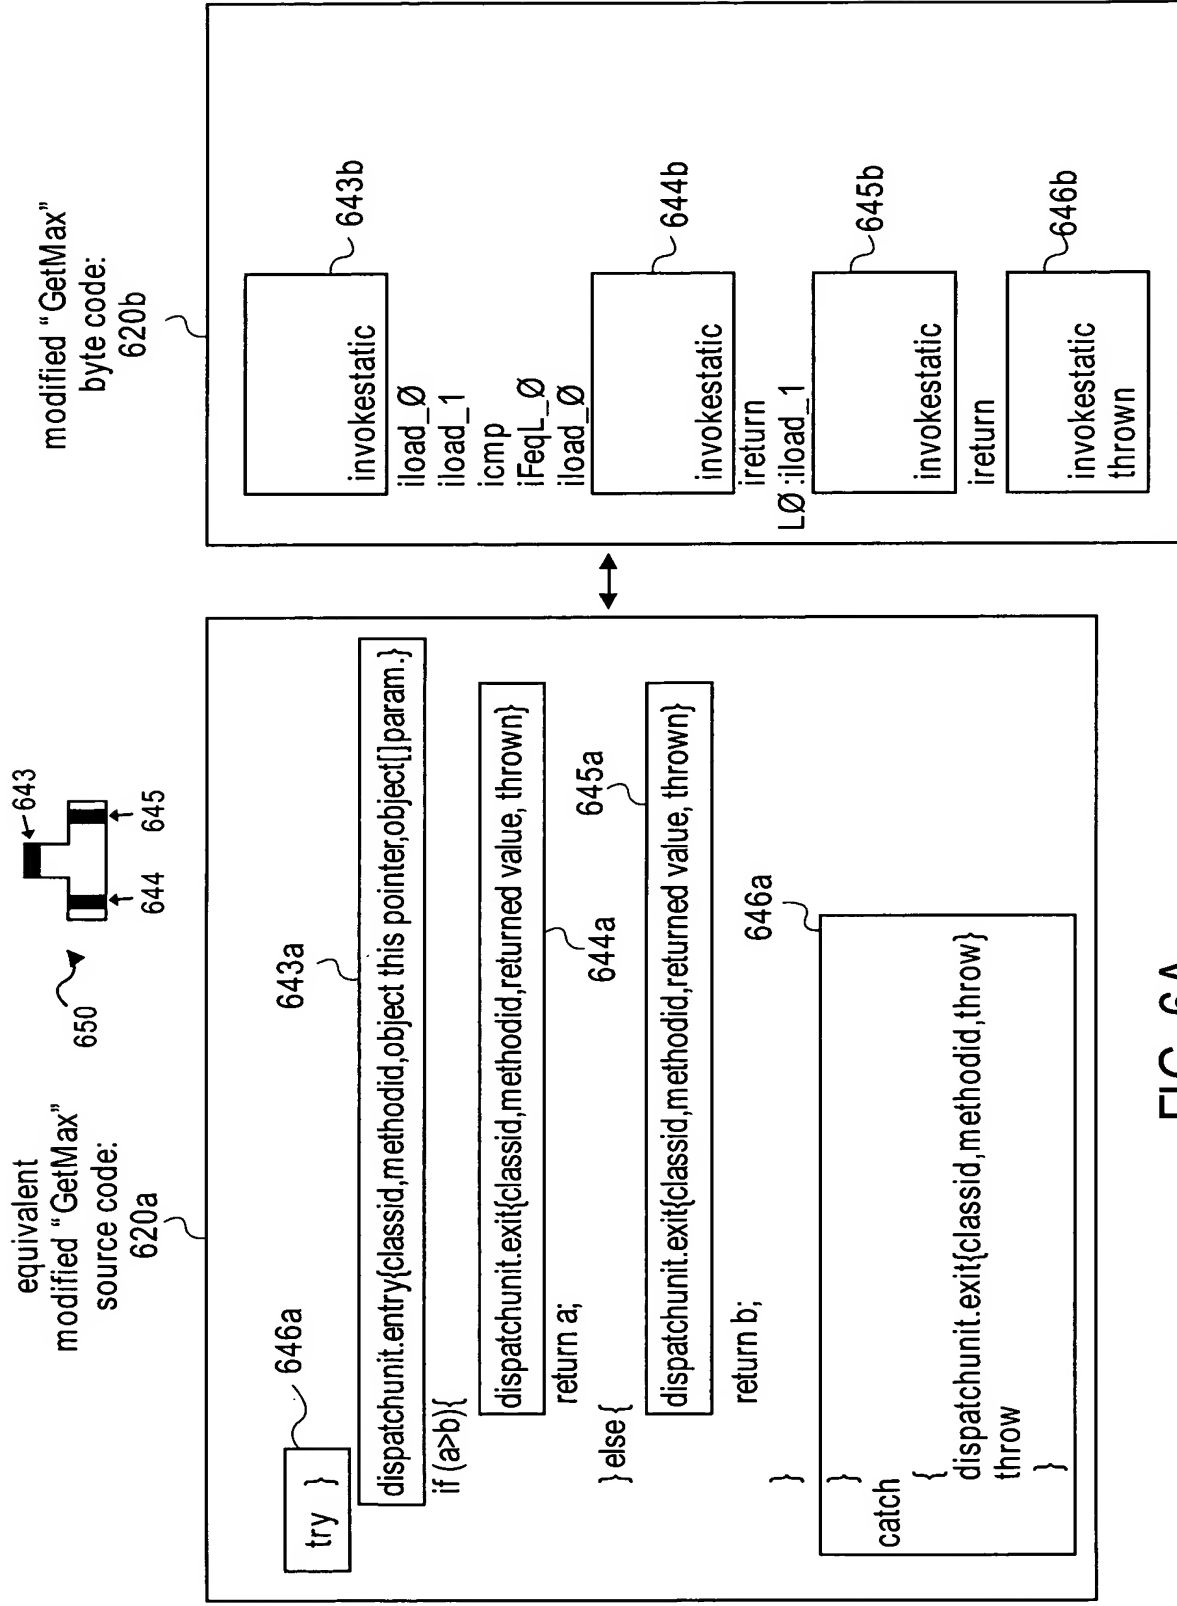 equivalent
modified "GetMax"
source code:
620a
650
643
644
645
646a
try }
643a
dispatchunit.entry{classid,methodid,object this pointer,object[]param.}
if (a>b){
dispatchunit.exit{classid,methodid,returned value, thrown}
644a
return a;
} else {
645a
dispatchunit.exit{classid,methodid,returned value, thrown}
return b;
}
646a
}
catch
{
dispatchunit.exit{classid,methodid,throw}
throw
}
modified "GetMax"
byte code:
620b
643b
invokestatic
iload_Ø
iload_1
icmp
iFeqL_Ø
iload_Ø
644b
invokestatic
ireturn
LØ :iload_1
645b
invokestatic
ireturn
646b
invokestatic
thrown
FIG. 6A